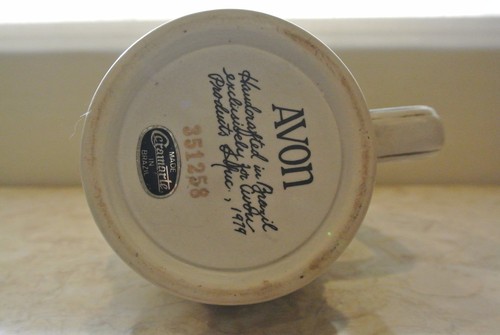 AVON
Handcrafted in Brazil
exclusively for Avon
Products Inc., 1979
351258
MADE
Ceramarte
IN
BRAZIL